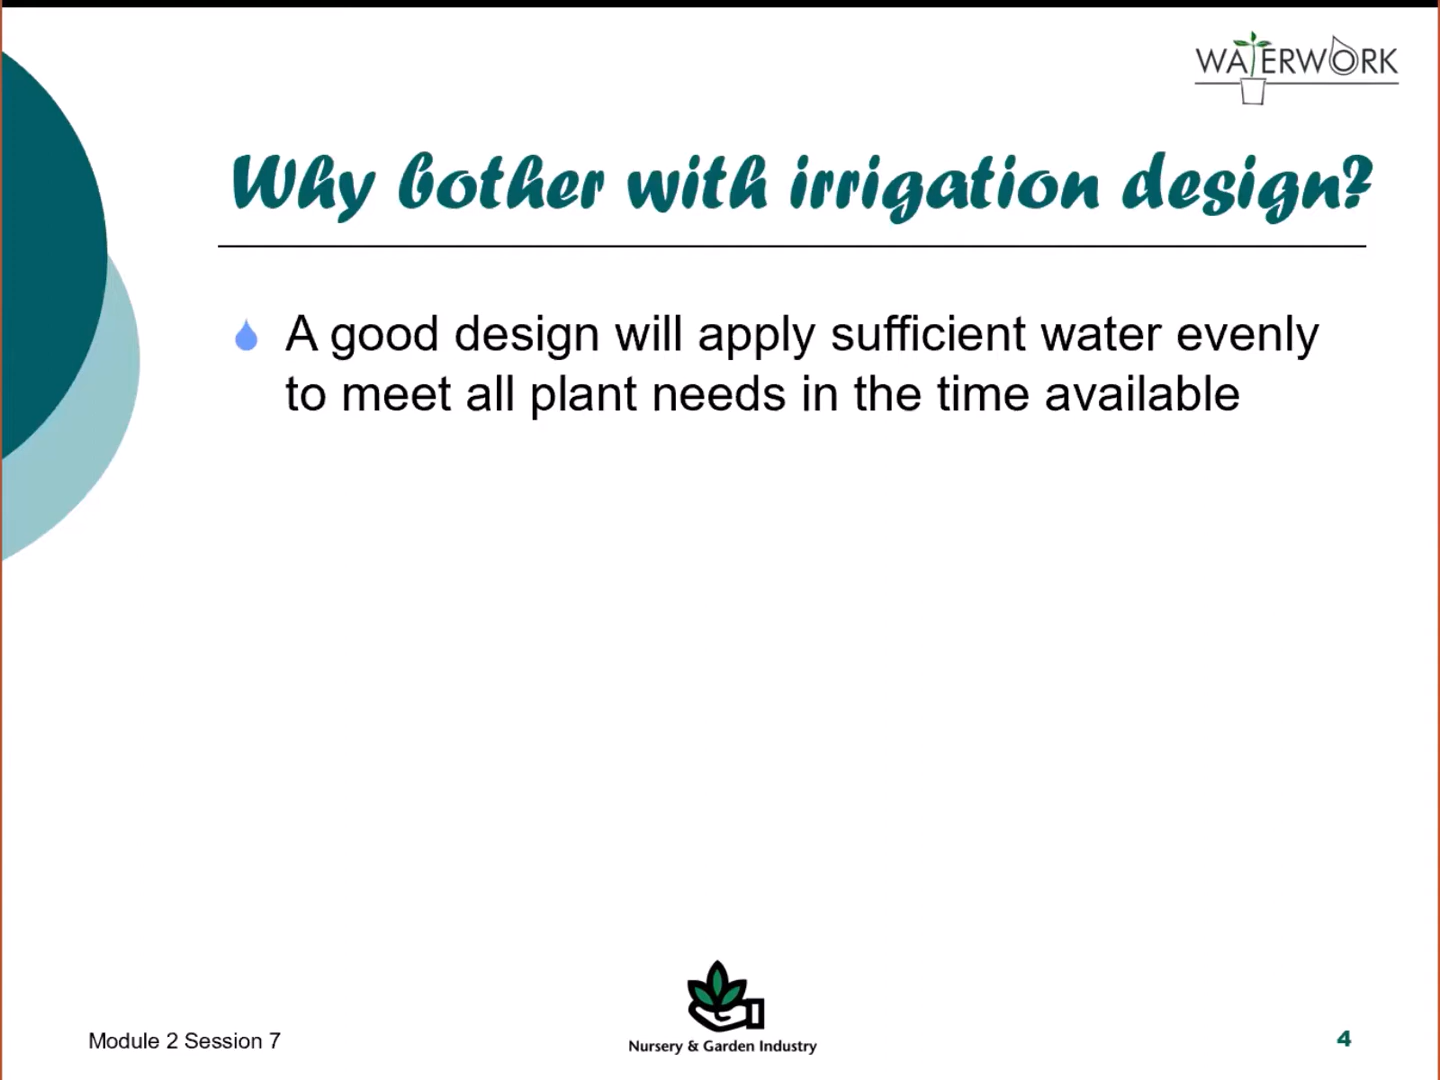 WATERWORK
Why bother with irrigation design?
A good design will apply sufficient water evenly
to meet all plant needs in the time available
Nursery & Garden Industry
Module 2 Session 7
4